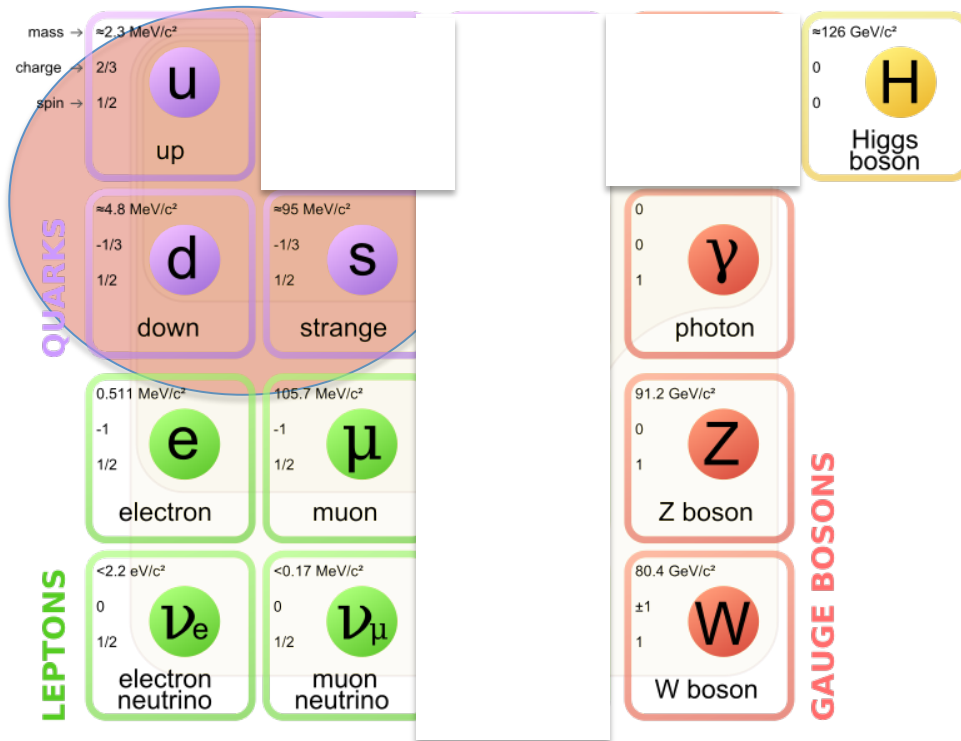 mass → ≈2.3 MeV/c²
charge → 2/3
spin → 1/2
u
up
≈126 GeV/c²
0
0
H
Higgs
boson
QUARKS
≈4.8 MeV/c²
-1/3
1/2
d
down
≈95 MeV/c²
-1/3
1/2
s
strange
0
0
1
γ
photon
0.511 MeV/c²
-1
1/2
e
electron
105.7 MeV/c²
-1
1/2
μ
muon
91.2 GeV/c²
0
1
Z
Z boson
LEPTONS
<2.2 eV/c²
0
1/2
νe
electron
neutrino
<0.17 MeV/c²
0
1/2
νμ
muon
neutrino
80.4 GeV/c²
±1
1
W
W boson
GAUGE BOSONS